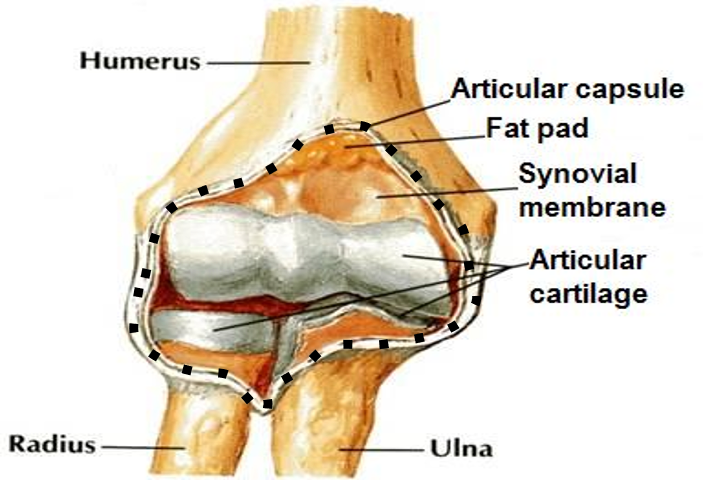 Humerus
Articular capsule
Fat pad
Synovial
membrane
Articular
cartilage
Radius
Ulna